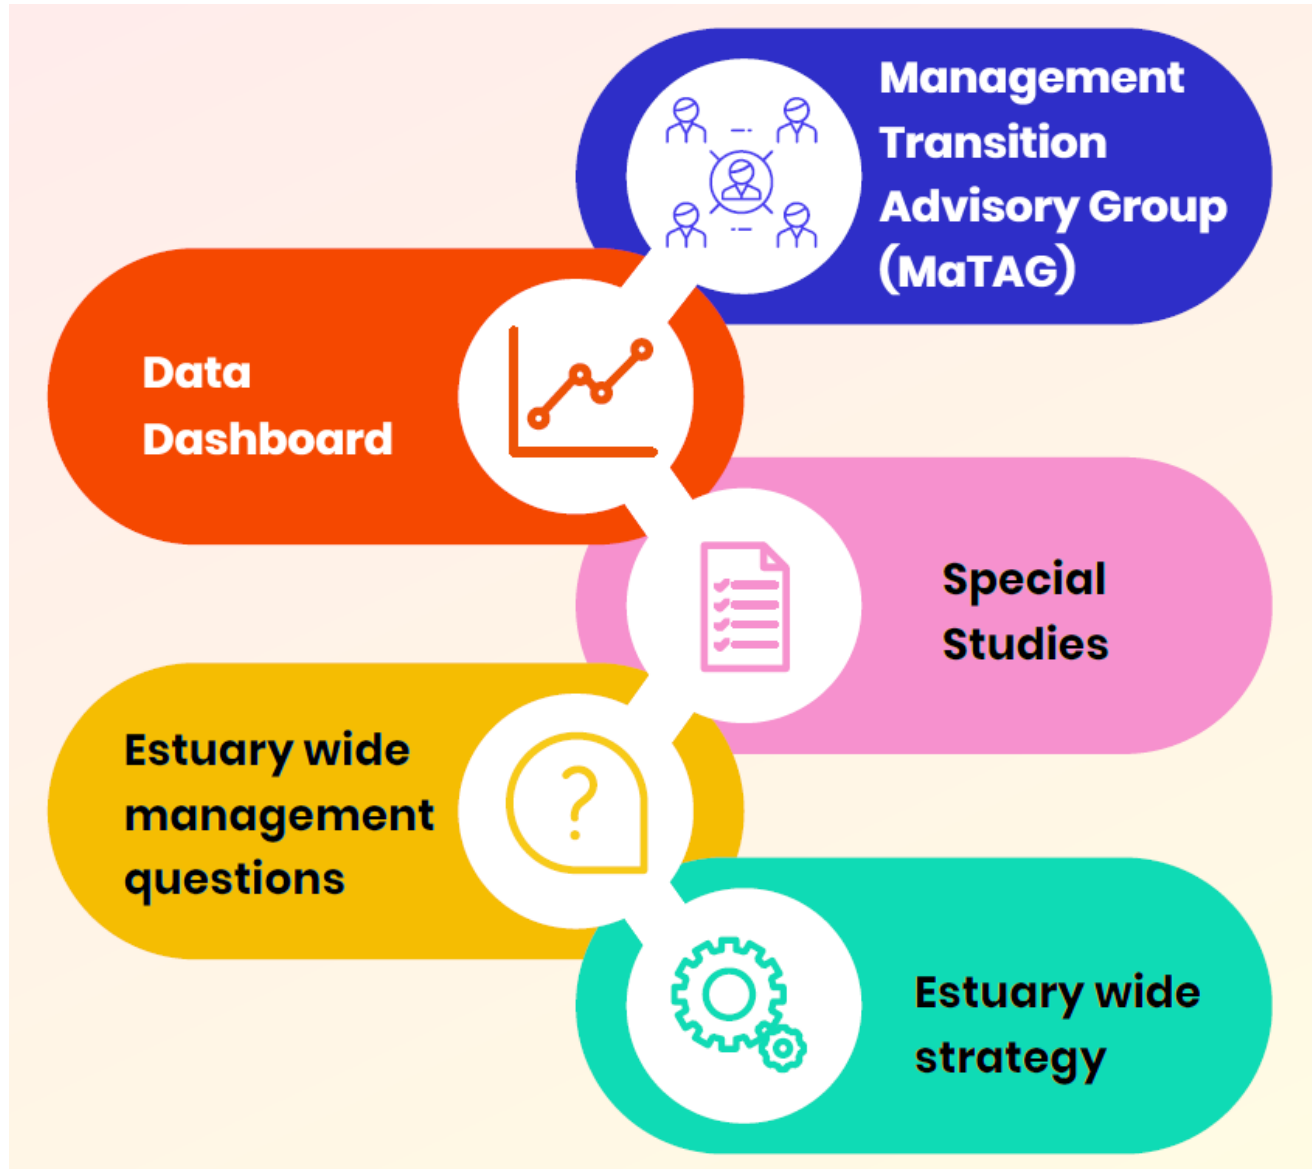 Management
Transition
Advisory Group
(MaTAG)
Data
Dashboard
Special
Studies
Estuary wide
management
questions
?
Estuary wide
strategy